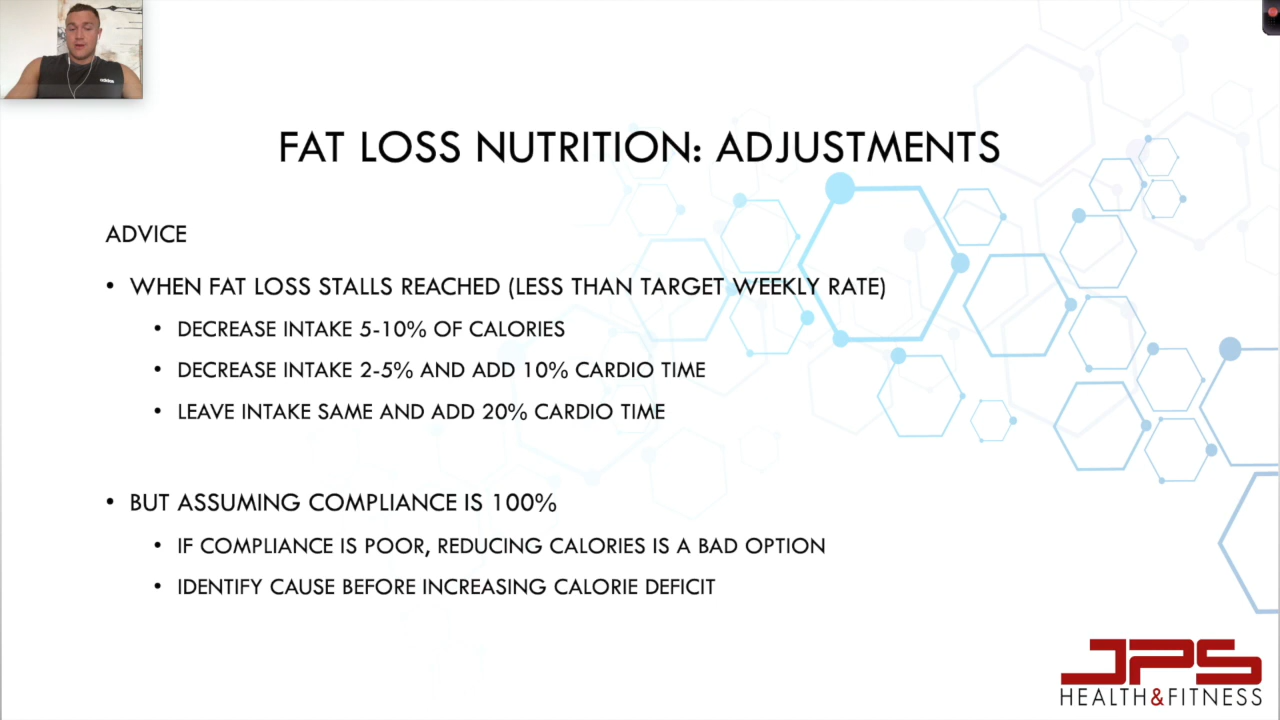 FAT LOSS NUTRITION: ADJUSTMENTS
ADVICE
• WHEN FAT LOSS STALLS REACHED (LESS THAN TARGET WEEKLY RATE)
• DECREASE INTAKE 5-10% OF CALORIES
• DECREASE INTAKE 2-5% AND ADD 10% CARDIO TIME
• LEAVE INTAKE SAME AND ADD 20% CARDIO TIME
• BUT ASSUMING COMPLIANCE IS 100%
• IF COMPLIANCE IS POOR, REDUCING CALORIES IS A BAD OPTION
• IDENTIFY CAUSE BEFORE INCREASING CALORIE DEFICIT
JPS
HEALTH&FITNESS